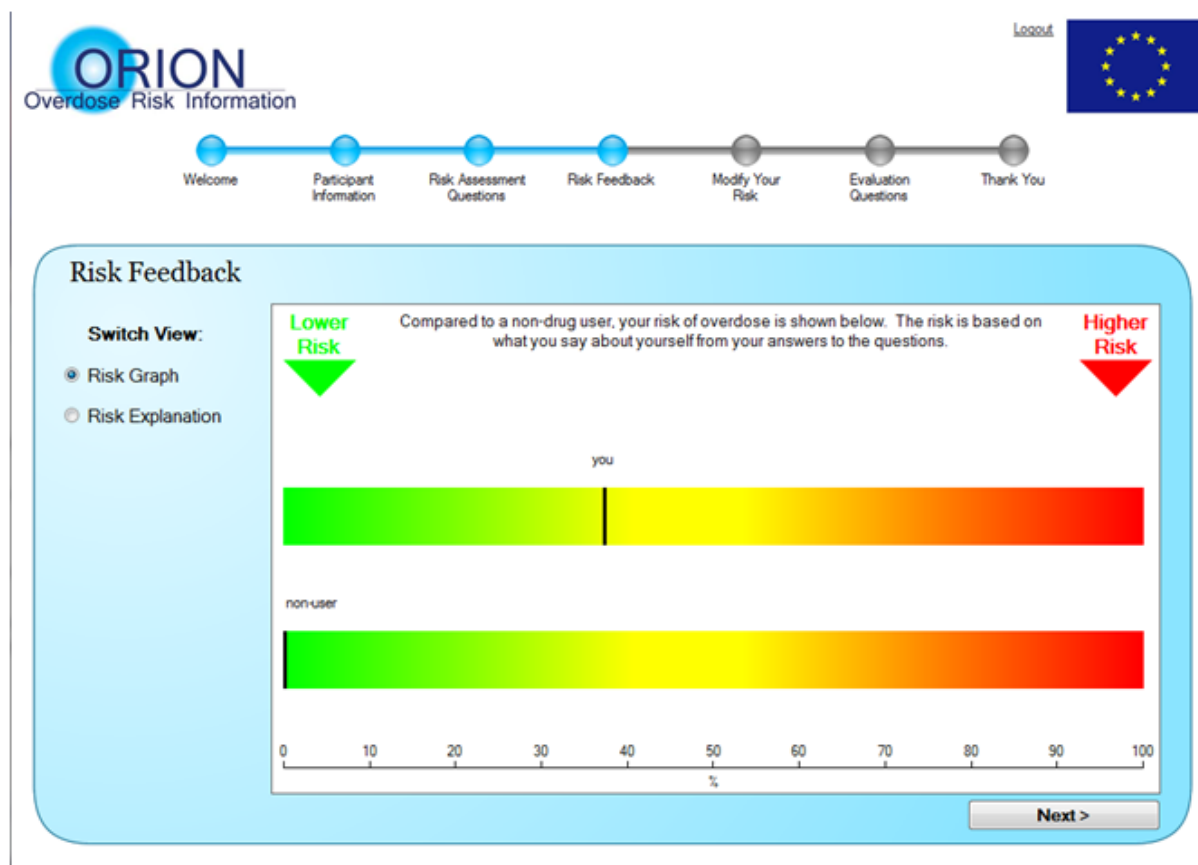 Logout
ORION
Overdose Risk Information
Welcome
Participant
Information
Risk Assessment
Questions
Risk Feedback
Modify Your
Risk
Evaluation
Questions
Thank You
Risk Feedback
Switch View:
Risk Graph
Risk Explanation
Lower
Risk
Compared to a non-drug user, your risk of overdose is shown below. The risk is based on
what you say about yourself from your answers to the questions.
Higher
Risk
you
non-user
0 10 20 30 40 50 60 70 80 90 100
%
Next >